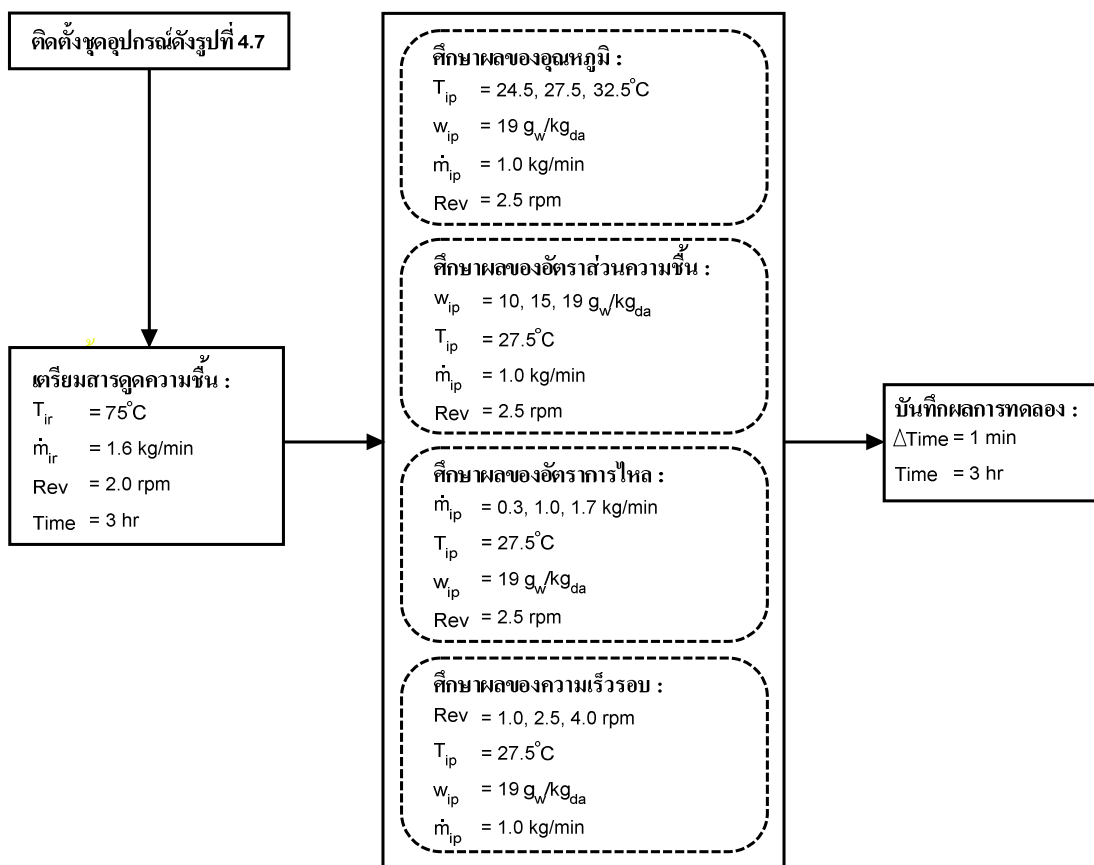 ติดตั้งชุดอุปกรณ์ดังรูปที่ 4.7
เตรียมสารดูดความชื้น :
T_ir = 75°C
ṁ_ir = 1.6 kg/min
Rev = 2.0 rpm
Time = 3 hr
ศึกษาผลของอุณหภูมิ :
T_ip = 24.5, 27.5, 32.5°C
w_ip = 19 g_w/kg_da
ṁ_ip = 1.0 kg/min
Rev = 2.5 rpm
ศึกษาผลของอัตราส่วนความชื้น :
w_ip = 10, 15, 19 g_w/kg_da
T_ip = 27.5°C
ṁ_ip = 1.0 kg/min
Rev = 2.5 rpm
ศึกษาผลของอัตราการไหล :
ṁ_ip = 0.3, 1.0, 1.7 kg/min
T_ip = 27.5°C
w_ip = 19 g_w/kg_da
Rev = 2.5 rpm
ศึกษาผลของความเร็วรอบ :
Rev = 1.0, 2.5, 4.0 rpm
T_ip = 27.5°C
w_ip = 19 g_w/kg_da
ṁ_ip = 1.0 kg/min
บันทึกผลการทดลอง :
△Time = 1 min
Time = 3 hr